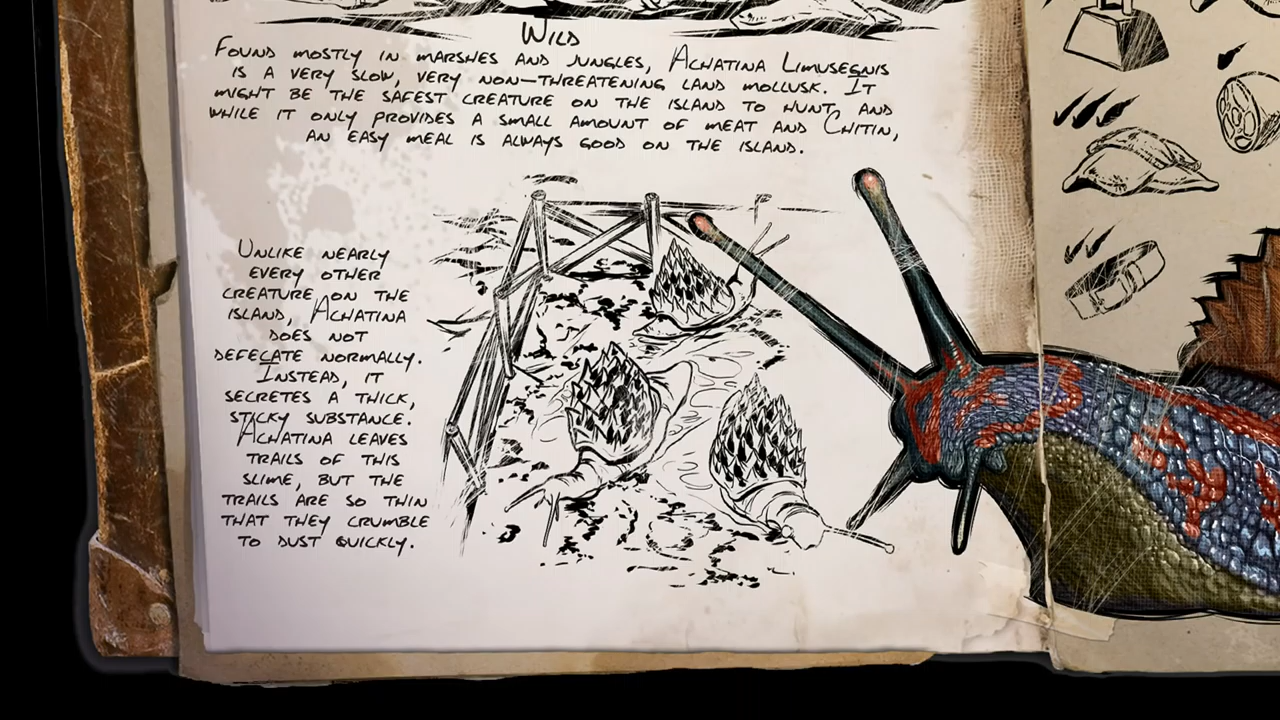 Wild
Found mostly in marshes and jungles, Achatina Limusegnis
is a very slow, very non-threatening land mollusk. It
might be the safest creature on the island to hunt, and
while it only provides a small amount of meat and Chitin,
an easy meal is always good on the island.
Unlike nearly
every other
creature on the
island, Achatina
does not
defecate normally.
Instead, it
secretes a thick,
sticky substance.
Achatina leaves
trails of this
slime, but the
trails are so thin
that they crumble
to dust quickly.